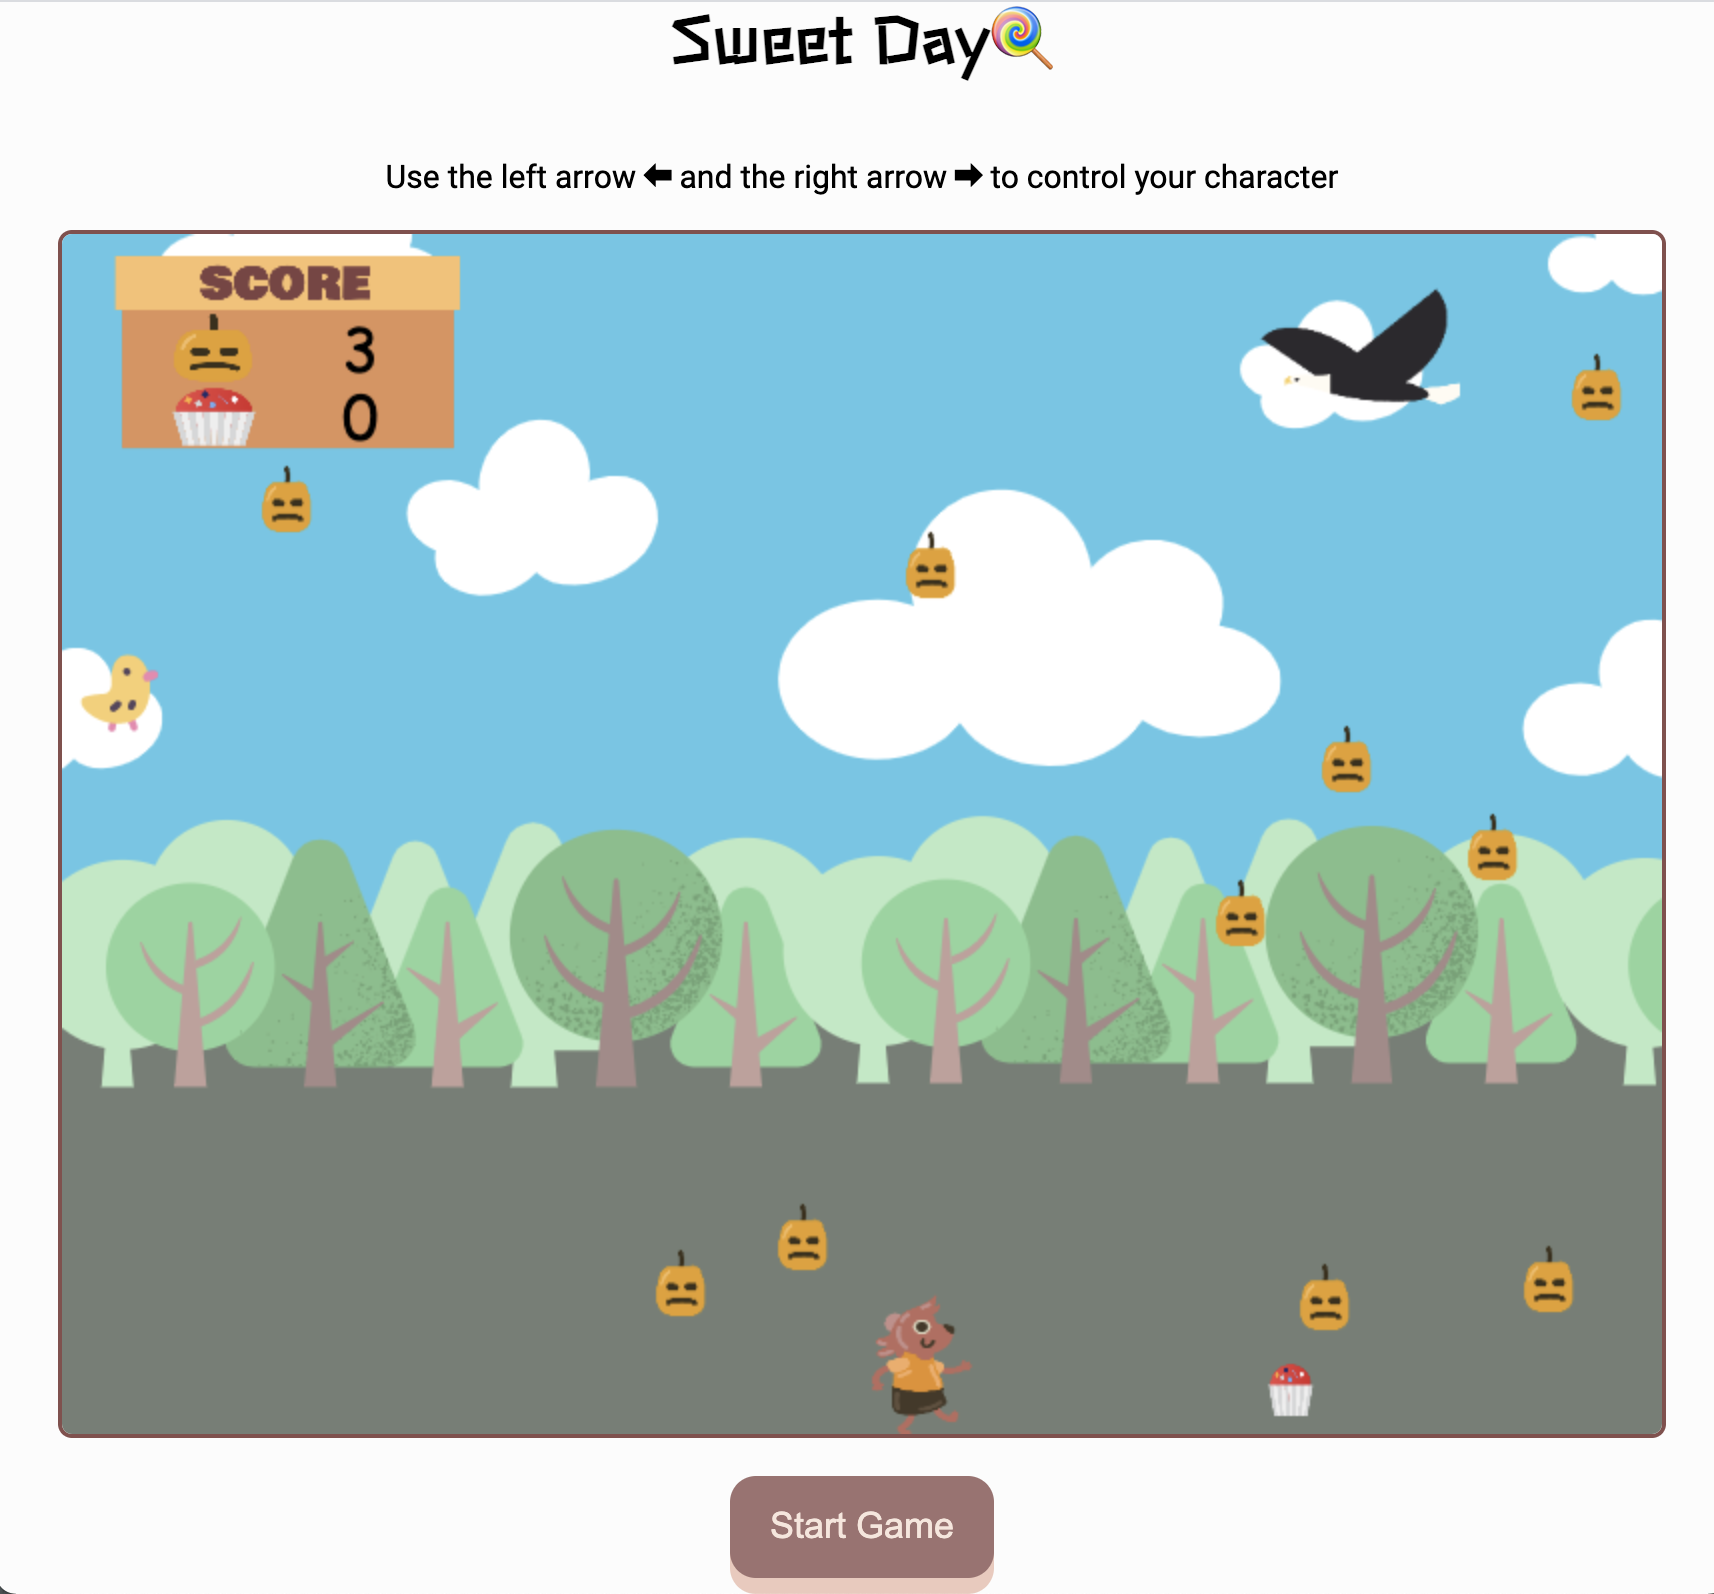 Sweet Day🍭
Use the left arrow ⬅ and the right arrow ➡ to control your character
SCORE
3
0
Start Game